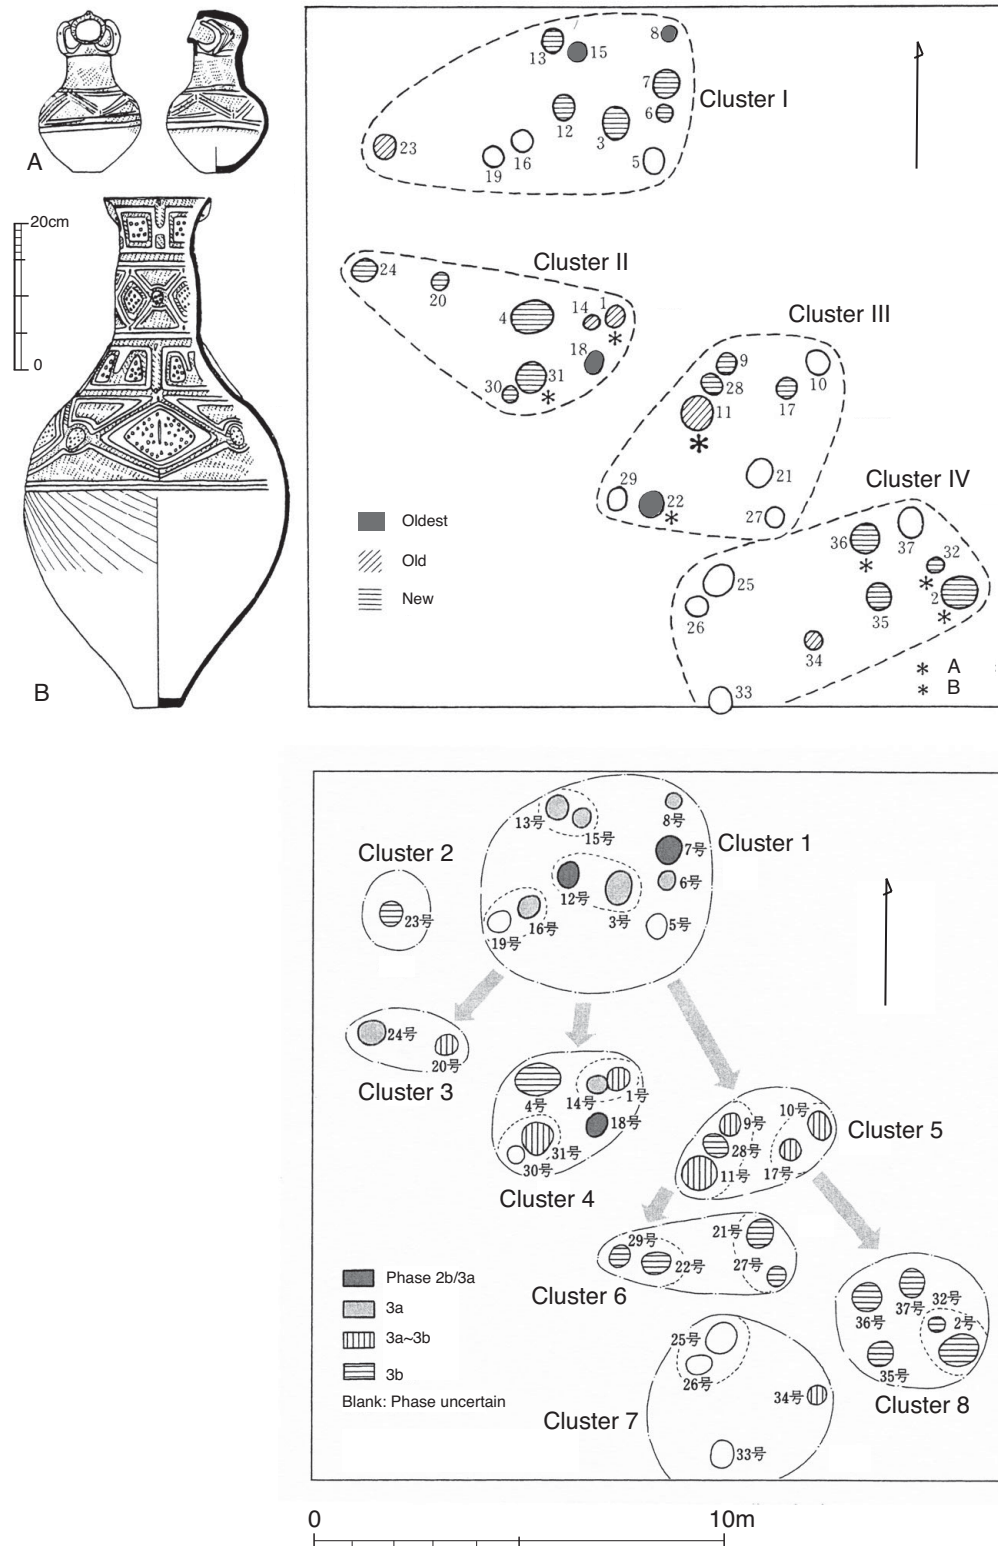 A
20cm
0
B
Cluster I
8
13
15
7
6
12
3
23
16
19
5
Cluster II
24
20
4
14
1
*
18
31
30
*
Cluster III
9
10
28
17
11
*
21
29
22
*
27
Cluster IV
36
*
37
32
*
2
*
25
26
35
34
33
* A
* B
Oldest
Old
New
Cluster 1
13号
15号
8号
7号
12号
6号
3号
16号
19号
5号
Cluster 2
23号
24号
20号
Cluster 3
4号
14号
1号
18号
31号
30号
Cluster 4
9号
10号
28号
17号
11号
Cluster 5
29号
21号
22号
27号
Cluster 6
36号
37号
32号
2号
35号
Cluster 8
25号
26号
34号
33号
Cluster 7
Phase 2b/3a
3a
3a~3b
3b
Blank: Phase uncertain
0
10m